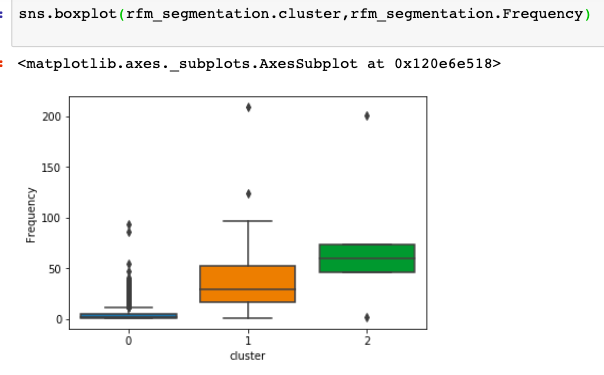 sns.boxplot(rfm_segmentation.cluster,rfm_segmentation.Frequency)
<matplotlib.axes._subplots.AxesSubplot at 0x120e6e518>
200
150
100
50
0
Frequency
0 1 2
cluster